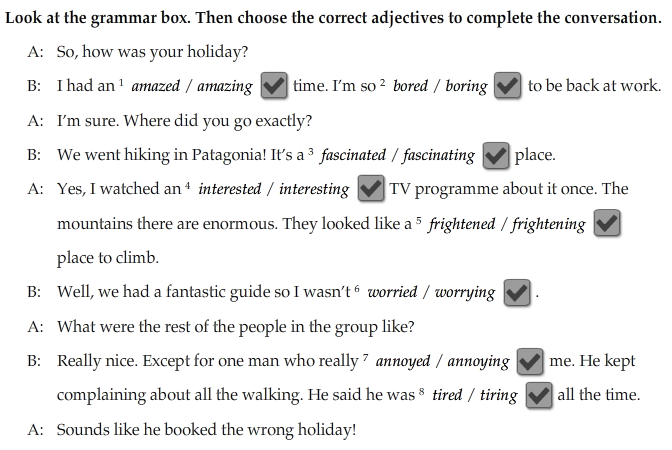 Look at the grammar box. Then choose the correct adjectives to complete the conversation.
A: So, how was your holiday?
B: I had an ¹ amazed / amazing time. I'm so ² bored / boring to be back at work.
A: I'm sure. Where did you go exactly?
B: We went hiking in Patagonia! It's a ³ fascinated / fascinating place.
A: Yes, I watched an ⁴ interested / interesting TV programme about it once. The
mountains there are enormous. They looked like a ⁵ frightened / frightening
place to climb.
B: Well, we had a fantastic guide so I wasn't ⁶ worried / worrying .
A: What were the rest of the people in the group like?
B: Really nice. Except for one man who really ⁷ annoyed / annoying me. He kept
complaining about all the walking. He said he was ⁸ tired / tiring all the time.
A: Sounds like he booked the wrong holiday!